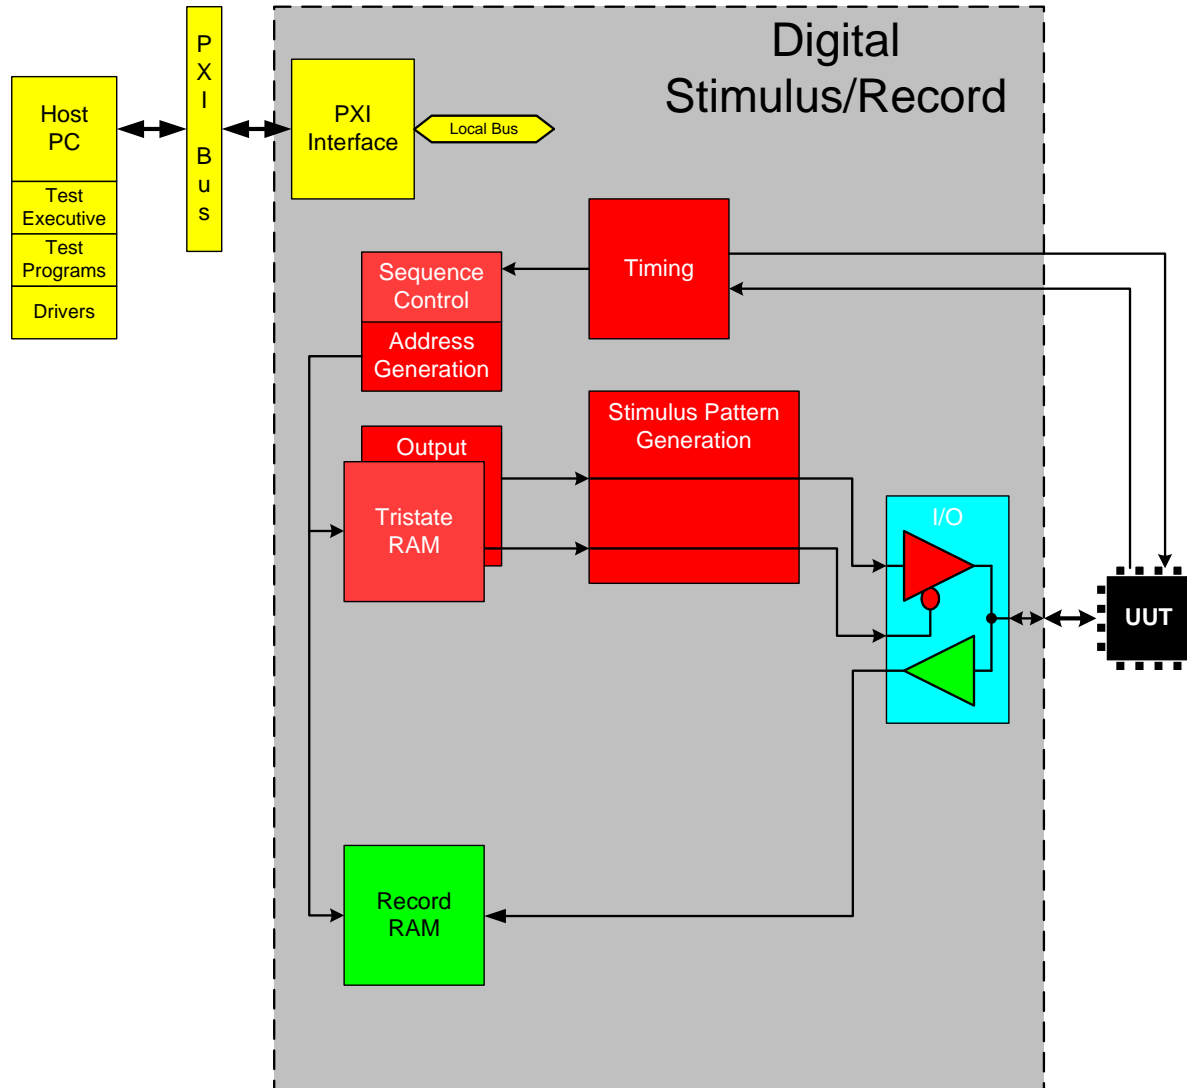 Digital
Stimulus/Record
P
X
I
B
u
s
Host
PC
Test
Executive
Test
Programs
Drivers
PXI
Interface
Local Bus
Timing
Sequence
Control
Address
Generation
Stimulus Pattern
Generation
Output
Tristate
RAM
I/O
UUT
Record
RAM